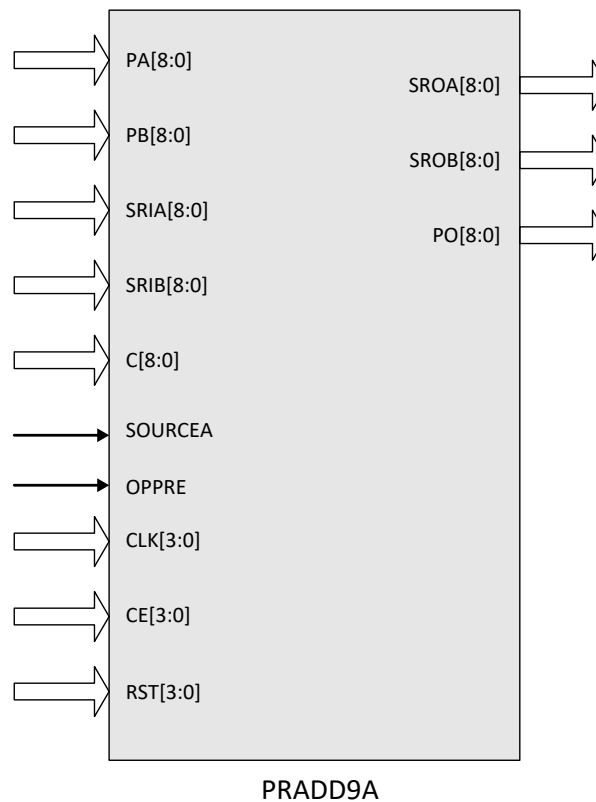 PA[8:0]
SROA[8:0]
PB[8:0]
SROB[8:0]
SRIA[8:0]
PO[8:0]
SRIB[8:0]
C[8:0]
SOURCEA
OPPRE
CLK[3:0]
CE[3:0]
RST[3:0]
PRADD9A